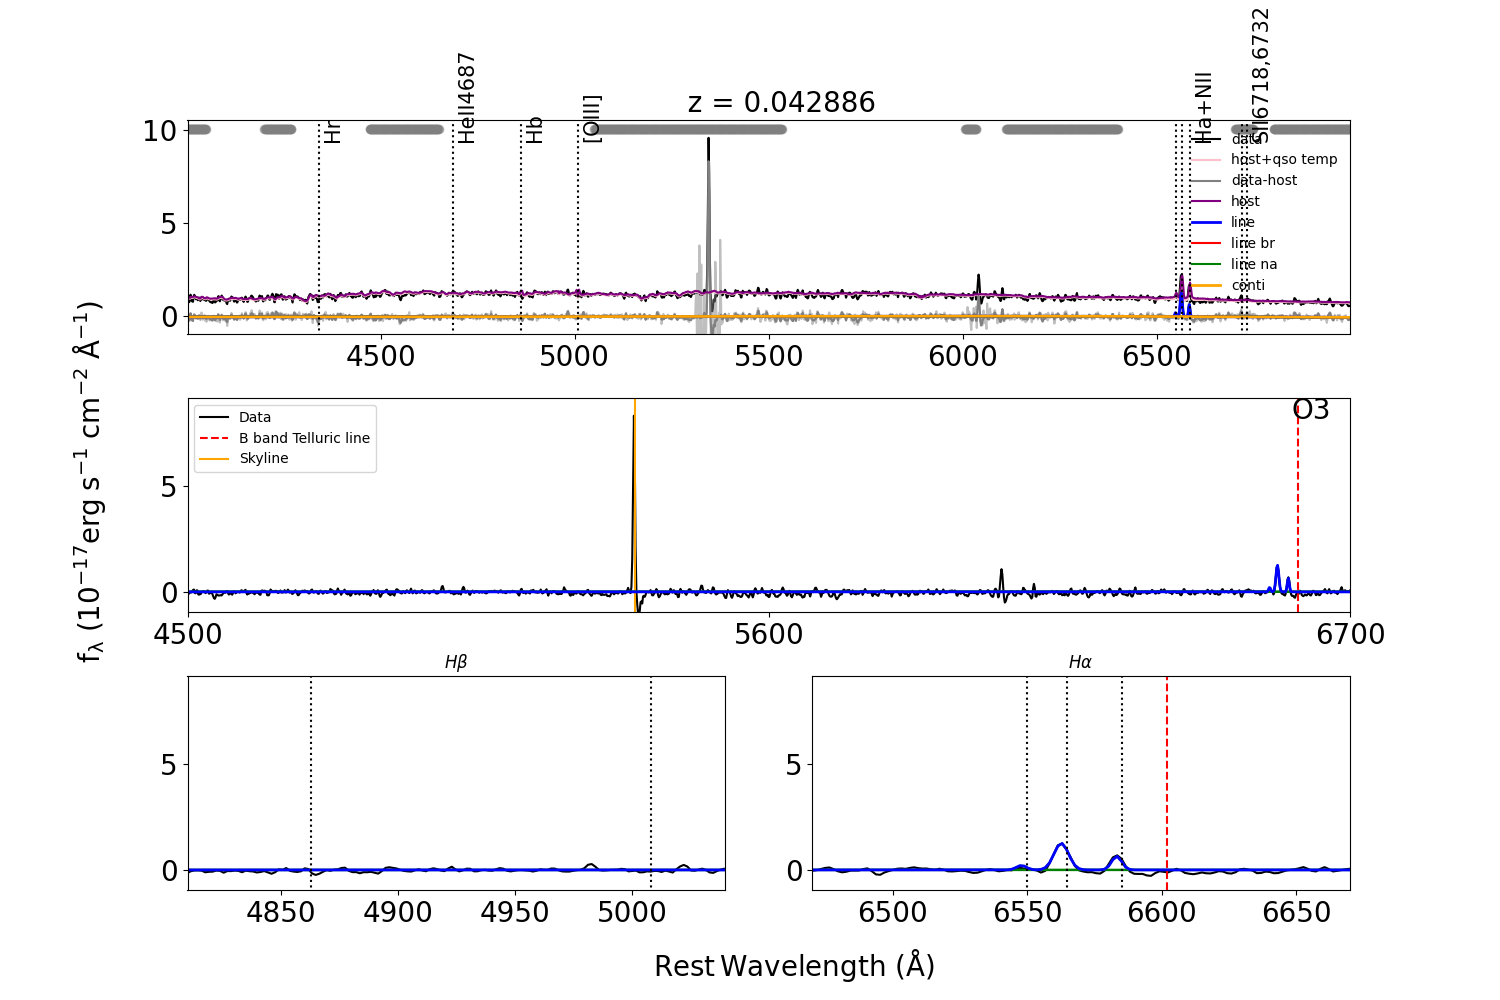 Hr
HeII4687
Hb
[OIII]
Ha+NII
SII6718,6732
z = 0.042886
10
5
0
data
host+qso temp
data-host
host
line
line br
line na
conti
4500
5000
5500
6000
6500
fλ (10−17erg s−1 cm−2 Å−1)
Data
B band Telluric line
Skyline
O3
5
0
4500
5600
6700
Hβ
5
0
4850
4900
4950
5000
Hα
5
0
6500
6550
6600
6650
Rest Wavelength (Å)